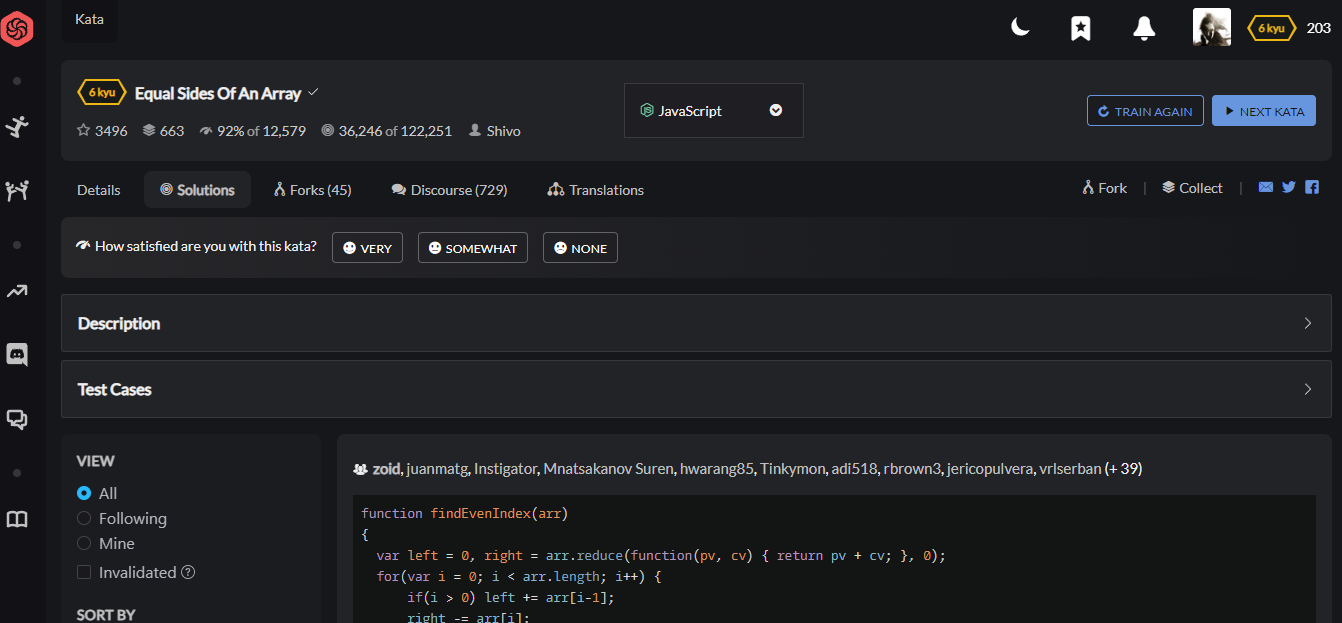 Kata
6 kyu 203
6 kyu Equal Sides Of An Array
JavaScript
TRAIN AGAIN NEXT KATA
3496 663 92% of 12,579 36,246 of 122,251 Shivo
Details Solutions Forks (45) Discourse (729) Translations Fork | Collect |
How satisfied are you with this kata? VERY SOMEWHAT NONE
Description
Test Cases
VIEW
All
Following
Mine
Invalidated
SORT BY
zoid, juanmatg, Instigator, Mnatsakanov Suren, hwarang85, Tinkymon, adi518, rbrown3, jericopulvera, vrlserban (+ 39)
function findEvenIndex(arr)
{
  var left = 0, right = arr.reduce(function(pv, cv) { return pv + cv; }, 0);
  for(var i = 0; i < arr.length; i++) {
      if(i > 0) left += arr[i-1];
      right -= arr[i];